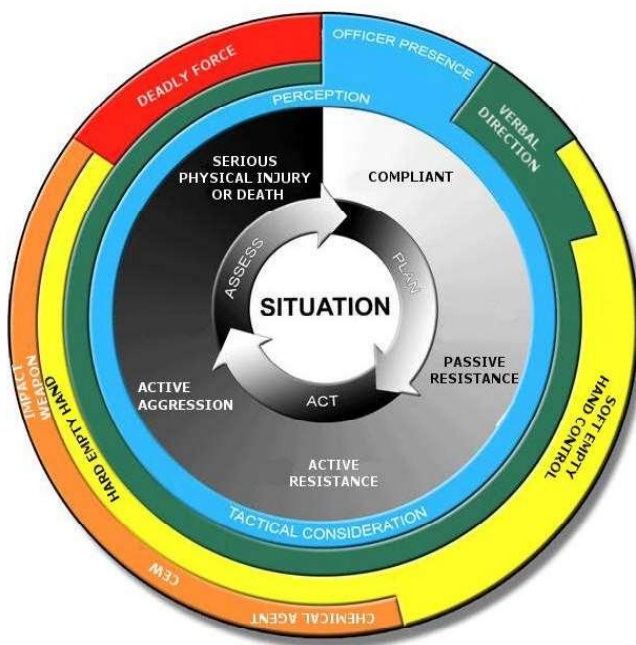 DEADLY FORCE
OFFICER PRESENCE
VERBAL
DIRECTION
PERCEPTION
SERIOUS
PHYSICAL INJURY
OR DEATH
COMPLIANT
ASSESS
PLAN
SITUATION
ACT
PASSIVE
RESISTANCE
ACTIVE
AGGRESSION
ACTIVE
RESISTANCE
TACTICAL CONSIDERATION
SOFT EMPTY
HAND CONTROL
HARD EMPTY HAND
IMPACT
WEAPON
CEW
CHEMICAL AGENT